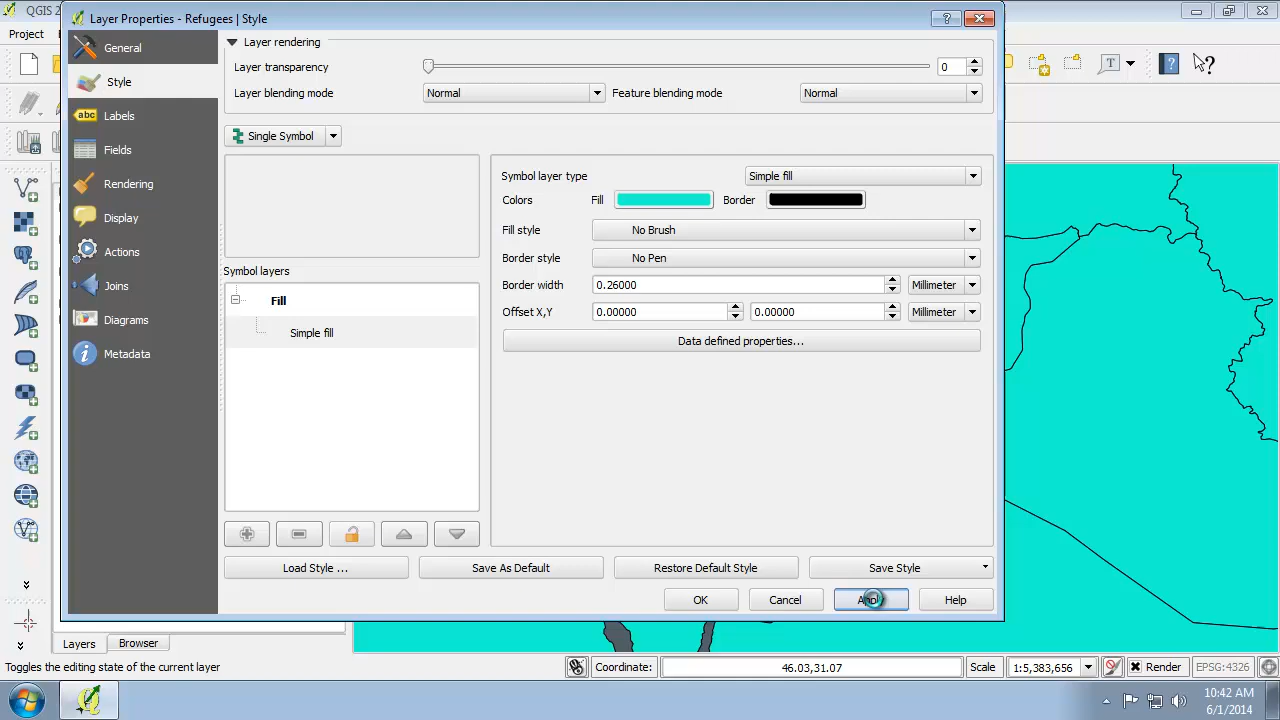 QGIS 2
Layer Properties - Refugees | Style
Project
General
Style
Labels
Fields
Rendering
Display
Actions
Joins
Diagrams
Metadata
Layer rendering
Layer transparency
0
Layer blending mode
Normal
Feature blending mode
Normal
Single Symbol
Symbol layers
Fill
Simple fill
Symbol layer type
Simple fill
Colors
Fill
Border
Fill style
No Brush
Border style
No Pen
Border width
0.26000
Millimeter
Offset X,Y
0.00000
0.00000
Millimeter
Data defined properties...
Load Style ...
Save As Default
Restore Default Style
Save Style
OK
Cancel
Apply
Help
Layers
Browser
Toggles the editing state of the current layer
Coordinate:
46.03,31.07
Scale
1:5,383,656
Render
EPSG:4326
10:42 AM
6/1/2014
abc
T